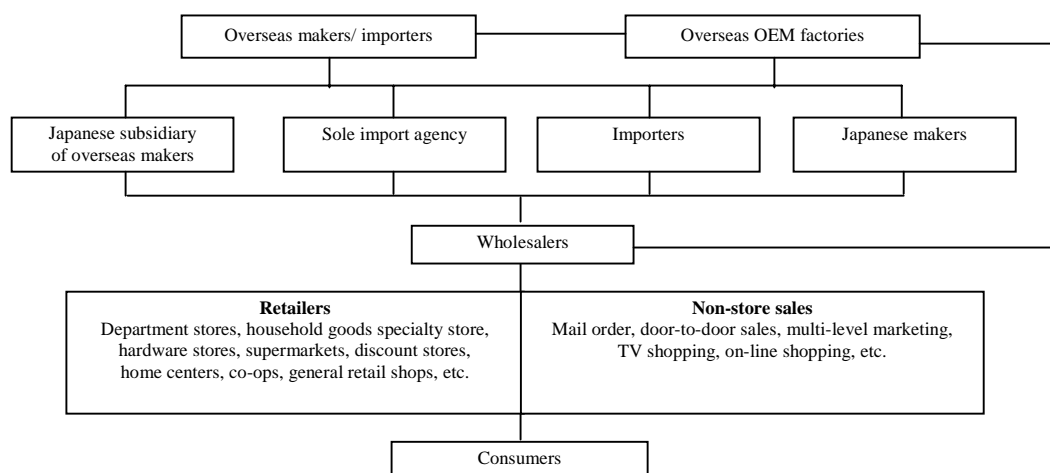 Overseas makers/ importers
Overseas OEM factories
Japanese subsidiary
of overseas makers
Sole import agency
Importers
Japanese makers
Wholesalers
Retailers
Department stores, household goods specialty store,
hardware stores, supermarkets, discount stores,
home centers, co-ops, general retail shops, etc.
Non-store sales
Mail order, door-to-door sales, multi-level marketing,
TV shopping, on-line shopping, etc.
Consumers